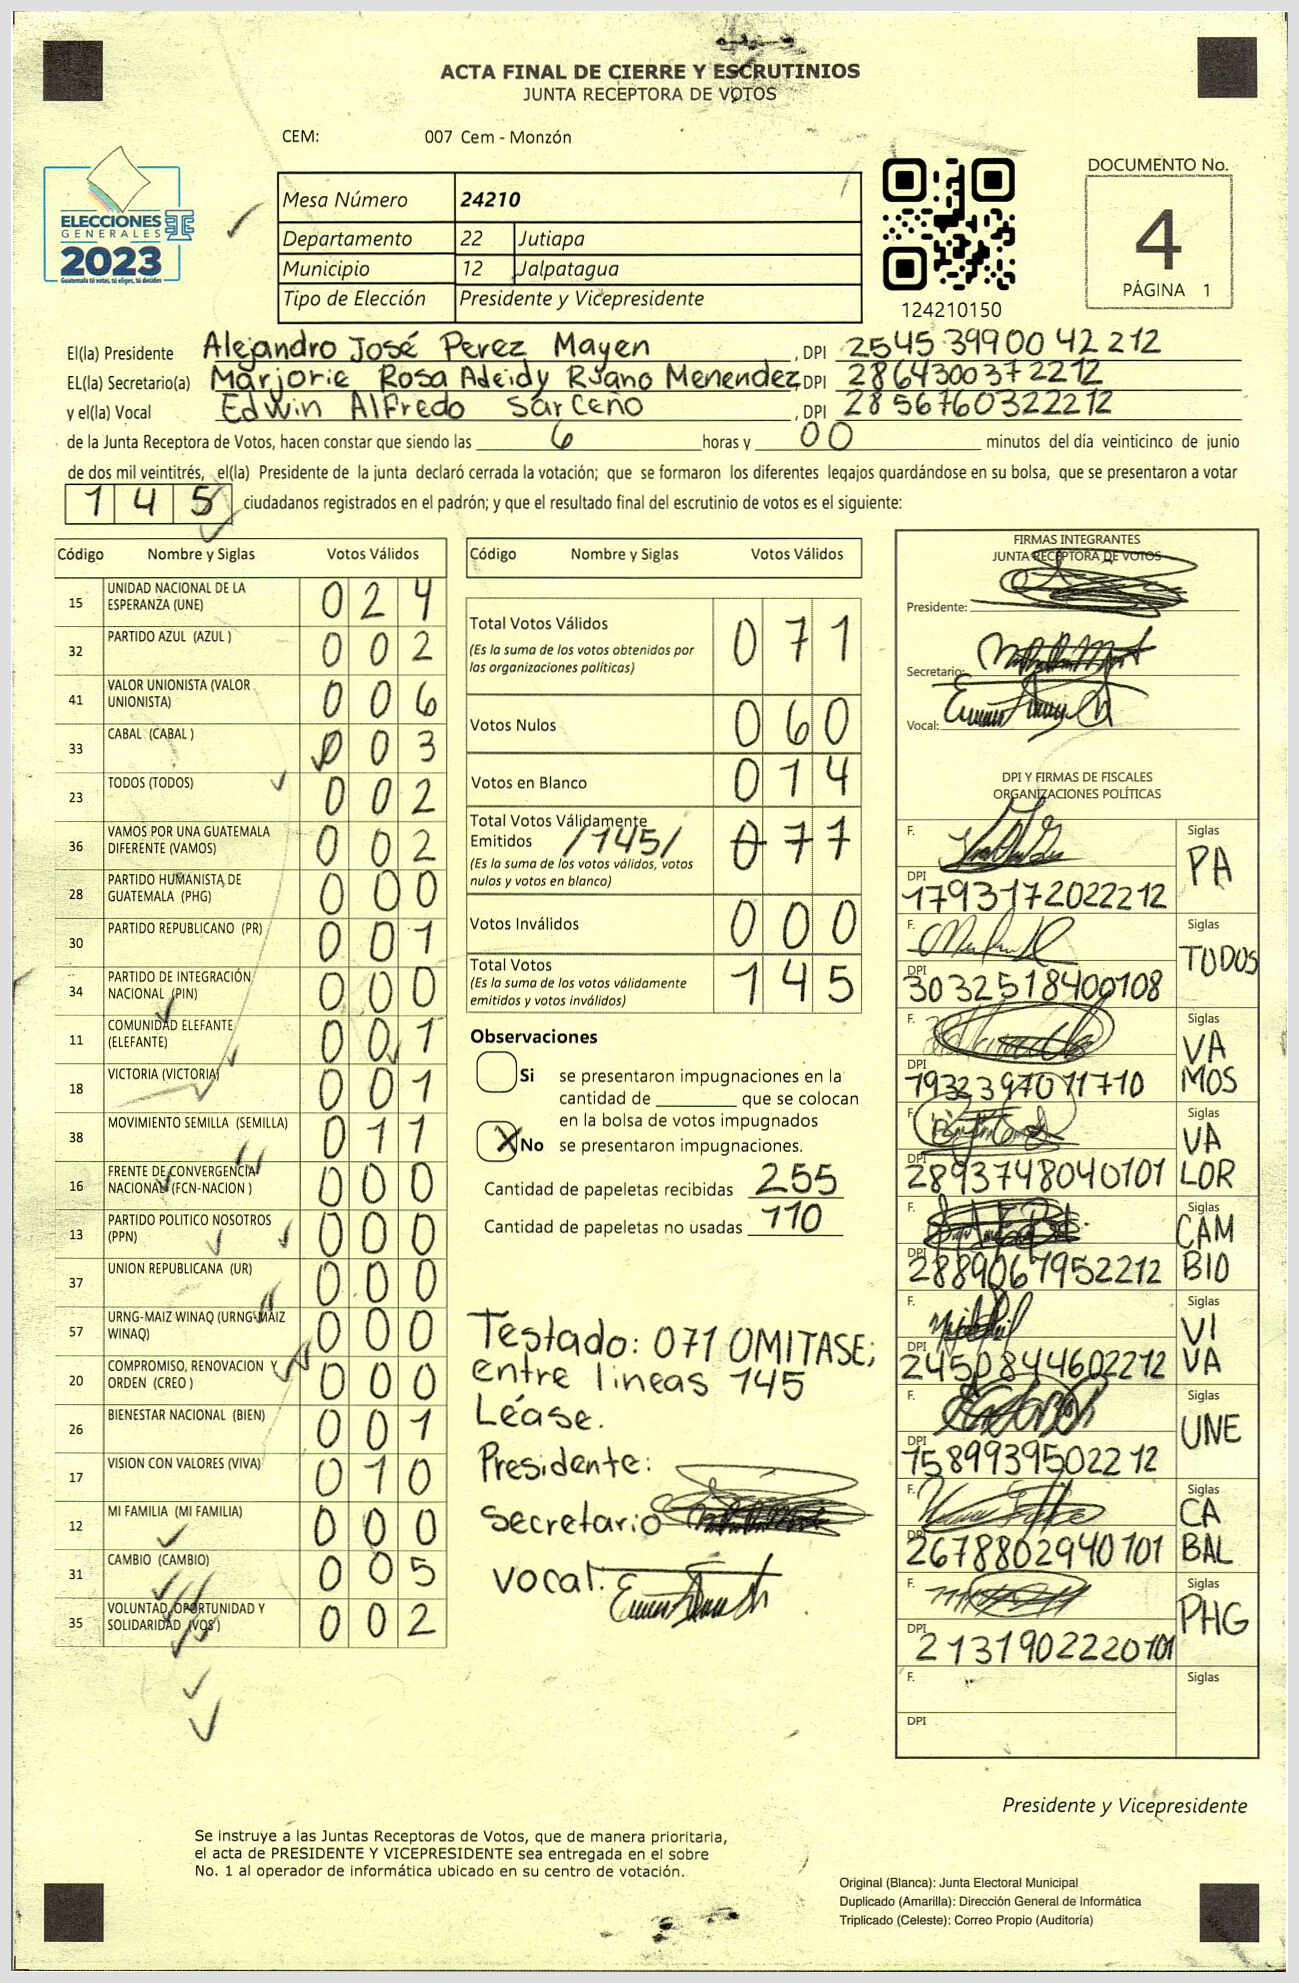 ACTA FINAL DE CIERRE Y ESCRUTINIOS
JUNTA RECEPTORA DE VOTOS
CEM: 007 Cem - Monzón
ELECCIONES
GENERALES
2023
Guatemala tú votas, tú eliges, tú decides
Mesa Número 24210
Departamento 22 Jutiapa
Municipio 12 Jalpatagua
Tipo de Elección Presidente y Vicepresidente
124210150
DOCUMENTO No.
4
PÁGINA 1
El(la) Presidente Alejandro José Perez Mayen, DPI 2545 39900 42 212
EL(la) Secretario(a) Marjorie Rosa Adeidy Ruano Menendez, DPI 2864300372212
y el(la) Vocal Edwin Alfredo Sarceño, DPI 2856760322212
de la Junta Receptora de Votos, hacen constar que siendo las 6 horas y 00 minutos del día veinticinco de junio
de dos mil veintitrés, el(la) Presidente de la junta declaró cerrada la votación; que se formaron los diferentes legajos quardándose en su bolsa, que se presentaron a votar
1 4 5 ciudadanos registrados en el padrón; y que el resultado final del escrutinio de votos es el siguiente:
Código Nombre y Siglas Votos Válidos
15 UNIDAD NACIONAL DE LA ESPERANZA (UNE) 0 2 4
32 PARTIDO AZUL (AZUL ) 0 0 2
41 VALOR UNIONISTA (VALOR UNIONISTA) 0 0 6
33 CABAL (CABAL ) 0 0 3
23 TODOS (TODOS) 0 0 2
36 VAMOS POR UNA GUATEMALA DIFERENTE (VAMOS) 0 0 2
28 PARTIDO HUMANISTA DE GUATEMALA (PHG) 0 0 0
30 PARTIDO REPUBLICANO (PR) 0 0 1
34 PARTIDO DE INTEGRACIÓN NACIONAL (PIN) 0 0 0
11 COMUNIDAD ELEFANTE (ELEFANTE) 0 0 1
18 VICTORIA (VICTORIA) 0 0 1
38 MOVIMIENTO SEMILLA (SEMILLA) 0 1 1
16 FRENTE DE CONVERGENCIA NACIONAL (FCN-NACION ) 0 0 0
13 PARTIDO POLITICO NOSOTROS (PPN) 0 0 0
37 UNION REPUBLICANA (UR) 0 0 0
57 URNG-MAIZ WINAQ (URNG-MAIZ WINAQ) 0 0 0
20 COMPROMISO, RENOVACION Y ORDEN (CREO ) 0 0 0
26 BIENESTAR NACIONAL (BIEN) 0 0 1
17 VISION CON VALORES (VIVA) 0 1 0
12 MI FAMILIA (MI FAMILIA) 0 0 0
31 CAMBIO (CAMBIO) 0 0 5
35 VOLUNTAD, OPORTUNIDAD Y SOLIDARIDAD (VOS ) 0 0 2
Código Nombre y Siglas Votos Válidos
Total Votos Válidos 0 7 1
(Es la suma de los votos obtenidos por
las organizaciones políticas)
Votos Nulos 0 6 0
Votos en Blanco 0 1 4
Total Votos Válidamente
Emitidos /145/ 0 7 7
(Es la suma de los votos válidos, votos
nulos y votos en blanco)
Votos Inválidos 0 0 0
Total Votos 1 4 5
(Es la suma de los votos válidamente
emitidos y votos inválidos)
Observaciones
Si se presentaron impugnaciones en la
cantidad de ________ que se colocan
en la bolsa de votos impugnados
X No se presentaron impugnaciones.
Cantidad de papeletas recibidas 255
Cantidad de papeletas no usadas 110
Testado: 071 OMITASE;
entre lineas 145
Léase.
Presidente:
Secretario
Vocal.
FIRMAS INTEGRANTES
JUNTA RECEPTORA DE VOTOS
Presidente:
Secretario:
Vocal:
DPI Y FIRMAS DE FISCALES
ORGANIZACIONES POLÍTICAS
F. Siglas PA
DPI 1793172022212
F. Siglas TODOS
DPI 3032518400108
F. Siglas VAMOS
DPI 1932397011710
F. Siglas VALOR
DPI 2893748040101
F. Siglas CAMBIO
DPI 2889067952212
F. Siglas VIVA
DPI 2450844602212
F. Siglas UNE
DPI 1589939502212
F. Siglas CABAL
DPI 2678802940101
F. Siglas PHG
DPI 2131902220101
F. Siglas
DPI
Presidente y Vicepresidente
Se instruye a las Juntas Receptoras de Votos, que de manera prioritaria,
el acta de PRESIDENTE Y VICEPRESIDENTE sea entregada en el sobre
No. 1 al operador de informática ubicado en su centro de votación.
Original (Blanca): Junta Electoral Municipal
Duplicado (Amarilla): Dirección General de Informática
Triplicado (Celeste): Correo Propio (Auditoría)